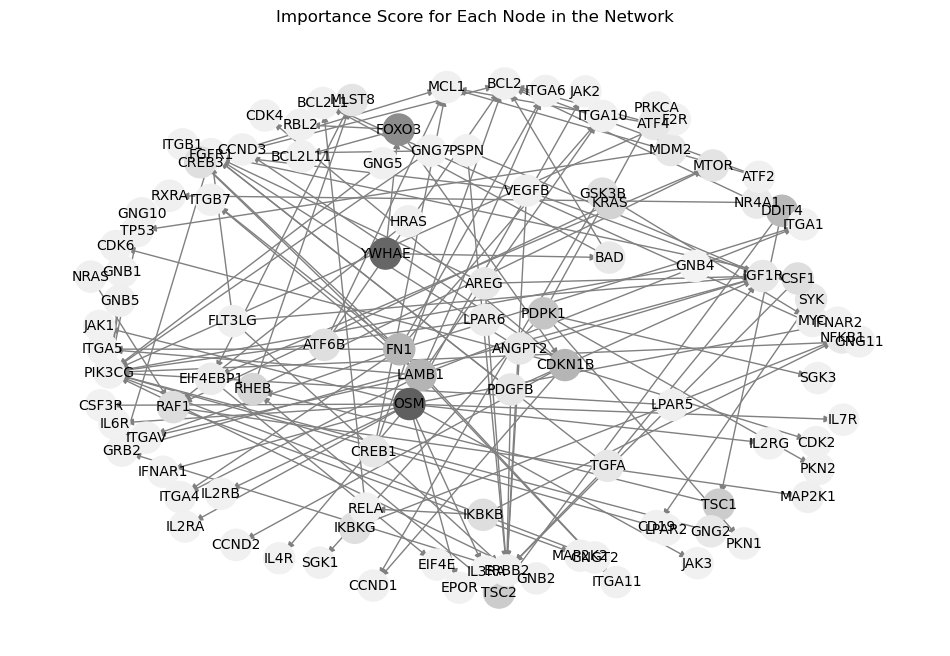 Importance Score for Each Node in the Network
MCL1
BCL2
ITGA6
JAK2
BCL2L1
MLST8
PRKCA
CDK4
RBL2
FOXO3
ITGA10
F2R
ATF4
ITGB1
FGFR1
CCND3
CREB3
BCL2L11
GNG5
GNG7
PSPN
MDM2
MTOR
ATF2
RXRA
ITGB7
VEGFB
GSK3B
KRAS
NR4A1
DDIT4
GNG10
HRAS
ITGA1
TP53
CDK6
YWHAE
BAD
GNB4
NRAS
GNB1
AREG
IGF1R
CSF1
GNB5
PDPK1
SYK
JAK1
FLT3LG
LPAR6
MYC
IFNAR2
NFKB1
GNG11
ITGA5
ATF6B
FN1
ANGPT2
CDKN1B
PIK3CG
EIF4EBP1
RHEB
LAMB1
PDGFB
SGK3
CSF3R
RAF1
OSM
LPAR5
IL7R
IL6R
ITGAV
GRB2
CREB1
IL2RG
CDK2
IFNAR1
TGFA
PKN2
ITGA4
IL2RB
MAP2K1
IL2RA
RELA
IKBKG
IKBKB
TSC1
CD19
LPAR2
GNG2
PKN1
CCND2
IL4R
SGK1
EIF4E
MAP2K2
GNGT2
JAK3
CCND1
EPOR
ERBB2
GNB2
ITGA11
TSC2